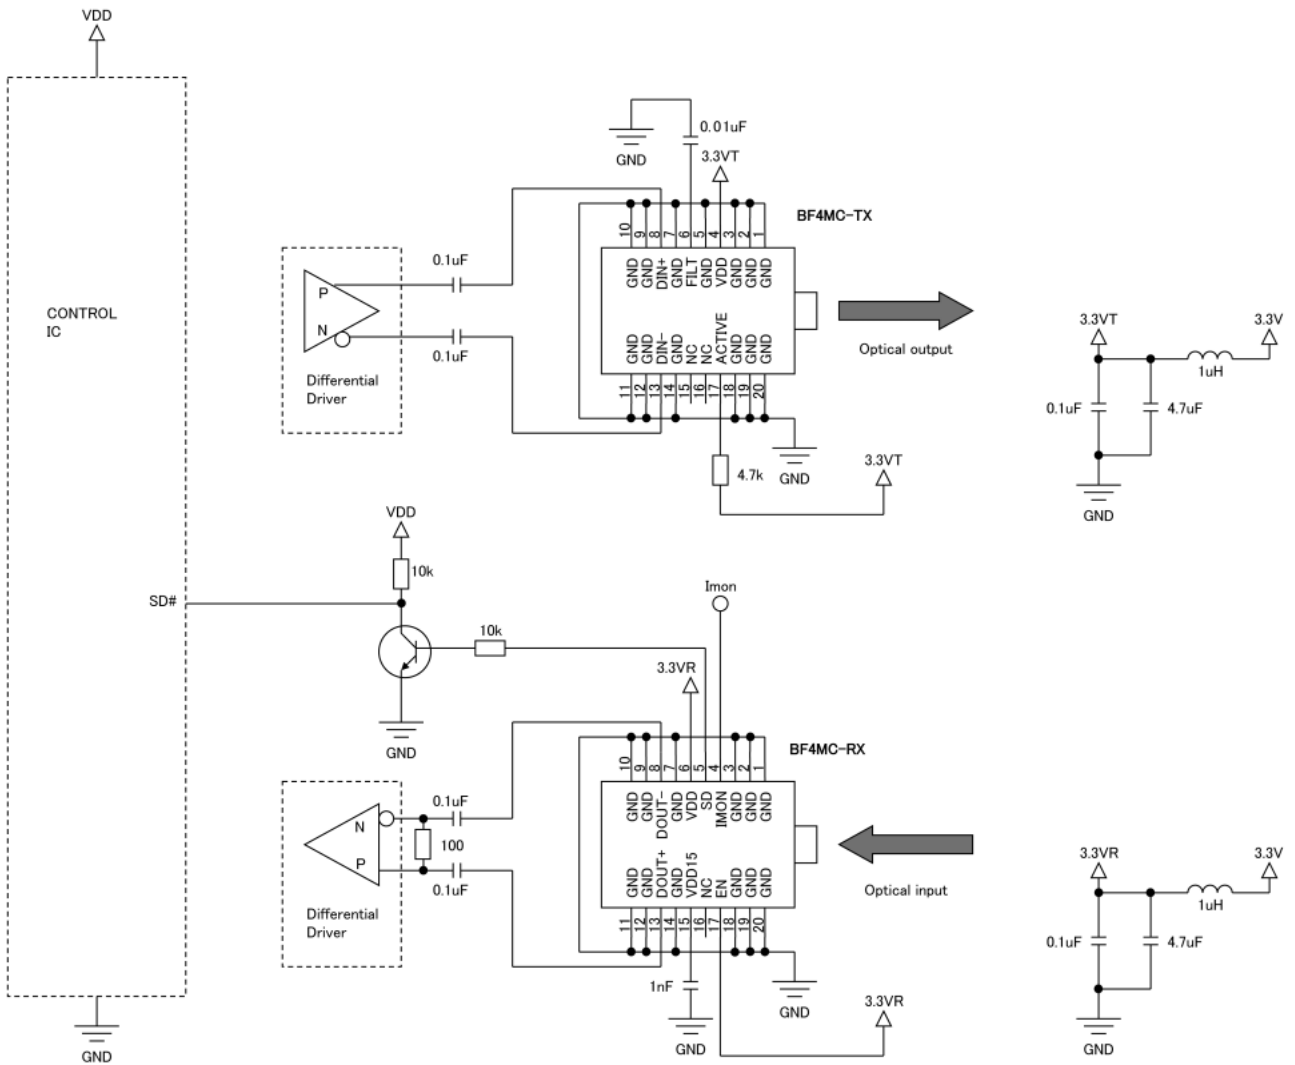 VDD
CONTROL
IC
SD#
GND
0.01uF
GND
3.3VT
BF4MC-TX
10
9
8
7
6
5
4
3
2
1
GND
GND
DIN+
GND
FILT
GND
VDD
GND
GND
GND
GND
GND
DIN-
GND
NC
NC
ACTIVE
GND
GND
GND
11
12
13
14
15
16
17
18
19
20
0.1uF
P
N
0.1uF
Differential
Driver
Optical output
4.7k
GND
3.3VT
3.3VT
3.3V
1uH
0.1uF
4.7uF
GND
VDD
10k
10k
GND
Imon
3.3VR
BF4MC-RX
10
9
8
7
6
5
4
3
2
1
GND
GND
DOUT-
GND
VDD
SD
IMON
GND
GND
GND
GND
GND
DOUT+
GND
VDD15
NC
EN
GND
GND
GND
11
12
13
14
15
16
17
18
19
20
0.1uF
N
P
100
0.1uF
Differential
Driver
Optical input
1nF
GND
GND
3.3VR
3.3VR
3.3V
1uH
0.1uF
4.7uF
GND